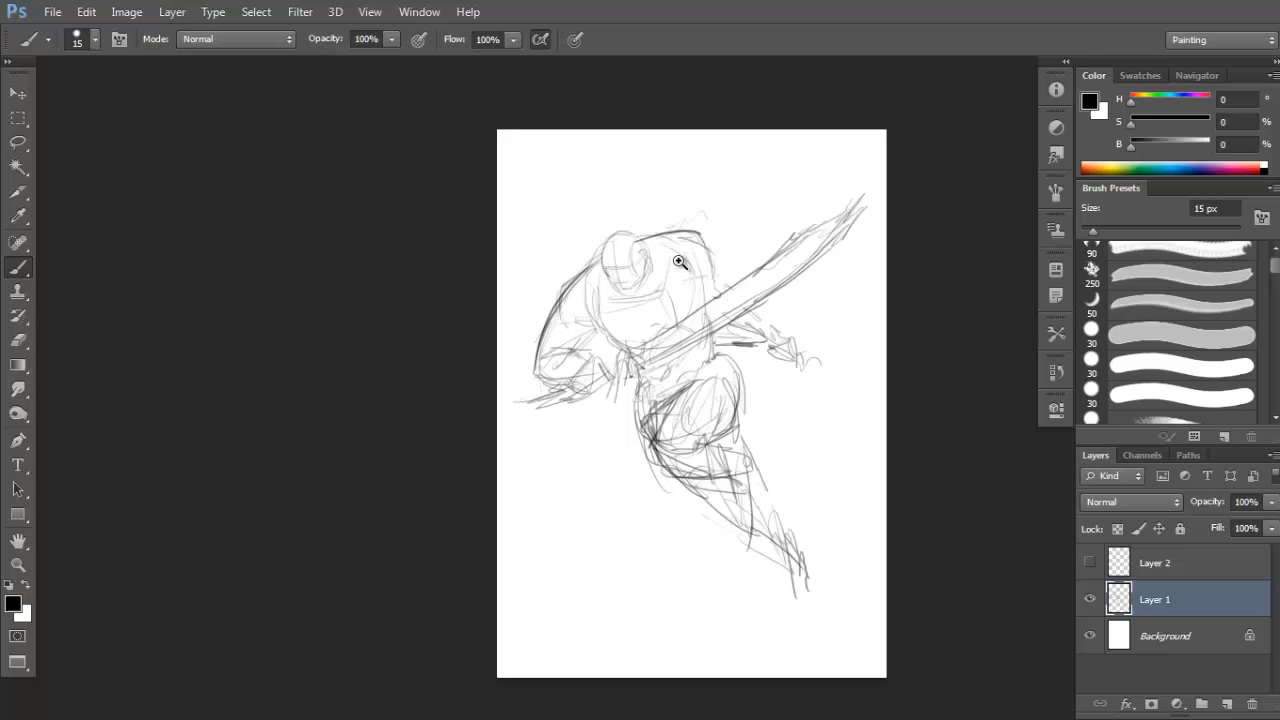 Ps File Edit Image Layer Type Select Filter 3D View Window Help
15 Mode: Normal Opacity: 100% Flow: 100% Painting
Color Swatches Navigator
H 0 °
S 0 %
B 0 %
Brush Presets
Size: 15 px
90
250
50
30
30
30
Layers Channels Paths
Kind
Normal Opacity: 100%
Lock: Fill: 100%
Layer 2
Layer 1
Background